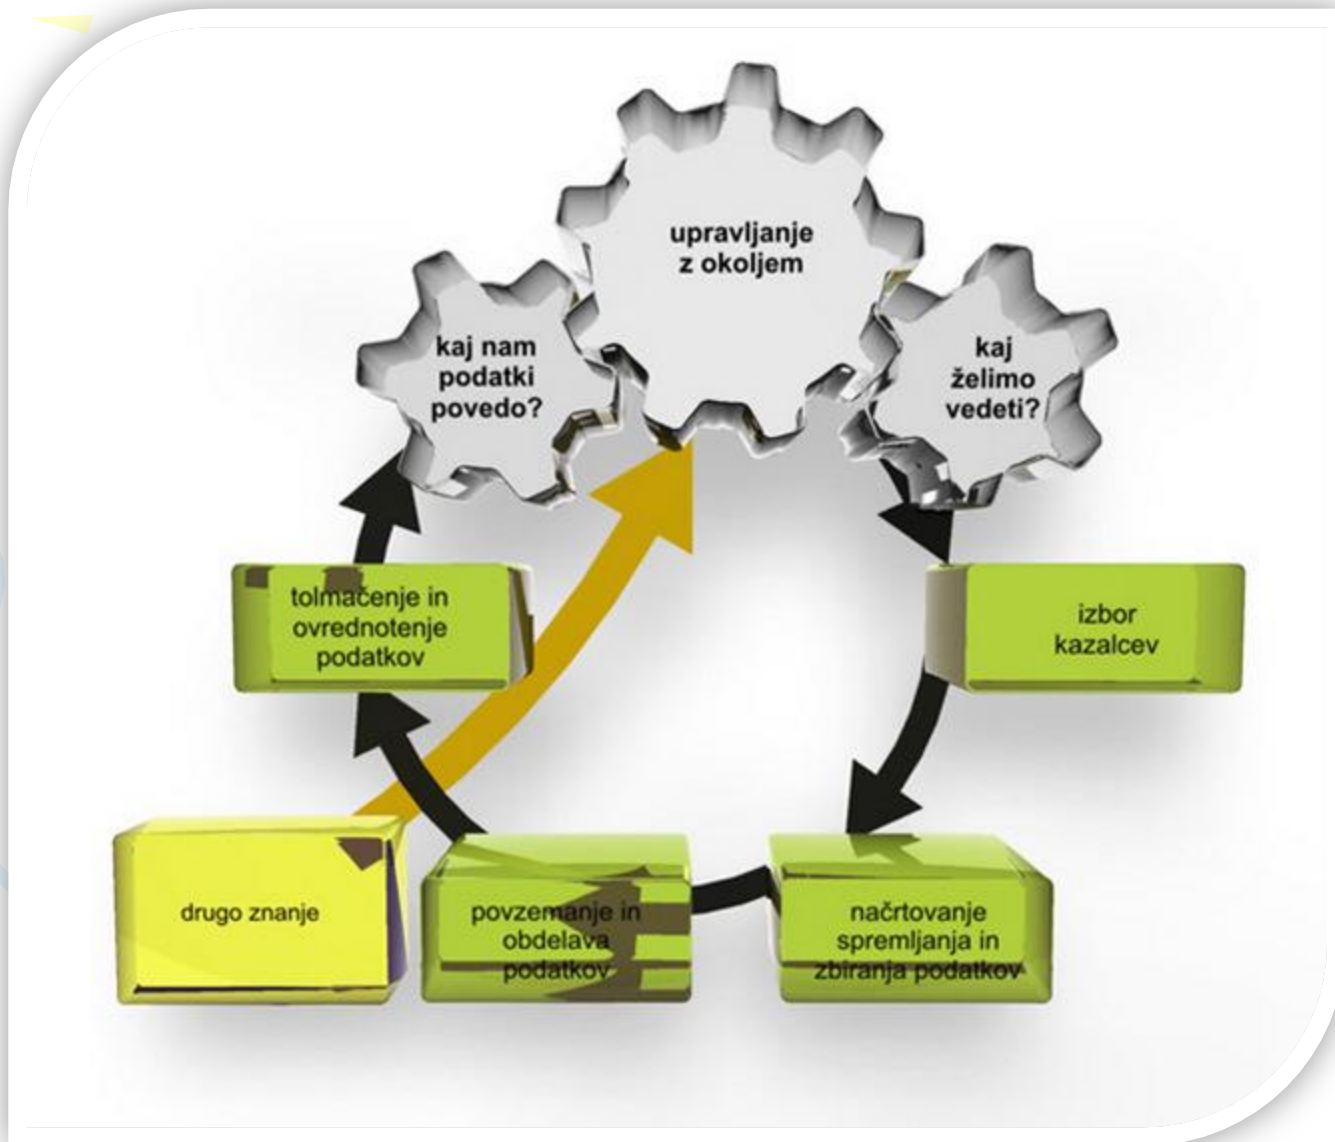 upravljanje
z okoljem
kaj nam
podatki
povedo?
kaj
želimo
vedeti?
tolmačenje in
ovrednotenje
podatkov
izbor
kazalcev
drugo znanje
povzemanje in
obdelava
podatkov
načrtovanje
spremljanja in
zbiranja podatkov